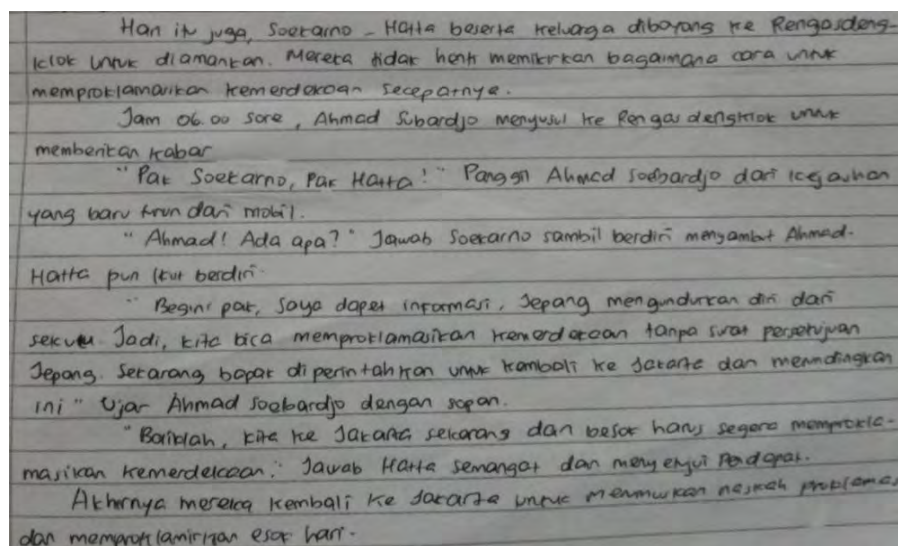 Hari itu juga, Soekarno - Hatta beserta keluarga diboyong ke Rengasdeng-
klok untuk diamankan. Mereka tidak henti memikirkan bagaimana cara untuk
memproklamasikan kemerdekaan secepatnya.
Jam 06.00 sore, Ahmad Subardjo menyusul ke Rengasdengklok untuk
memberikan kabar
"Pak Soekarno, Pak Hatta!" Panggil Ahmad Soebardjo dari kejauhan
yang baru turun dari mobil.
"Ahmad! Ada apa?" Jawab Soekarno sambil berdiri menyambut Ahmad.
Hatta pun ikut berdiri.
"Begini pak, saya dapet informasi, Jepang mengundurkan diri dari
sekutu. Jadi, kita bisa memproklamasikan kemerdekaan tanpa surat persetujuan
Jepang. Sekarang bapak diperintahkan untuk kembali ke Jakarta dan merundingkan
ini" Ujar Ahmad Soebardjo dengan sopan.
"Baiklah, kita ke Jakarta sekarang dan besok harus segera memprokla-
masikan kemerdekaan." Jawab Hatta semangat dan menyetujui Pendapat.
Akhirnya mereka kembali ke Jakarta untuk naskah
dan memproklamirkan esok hari.